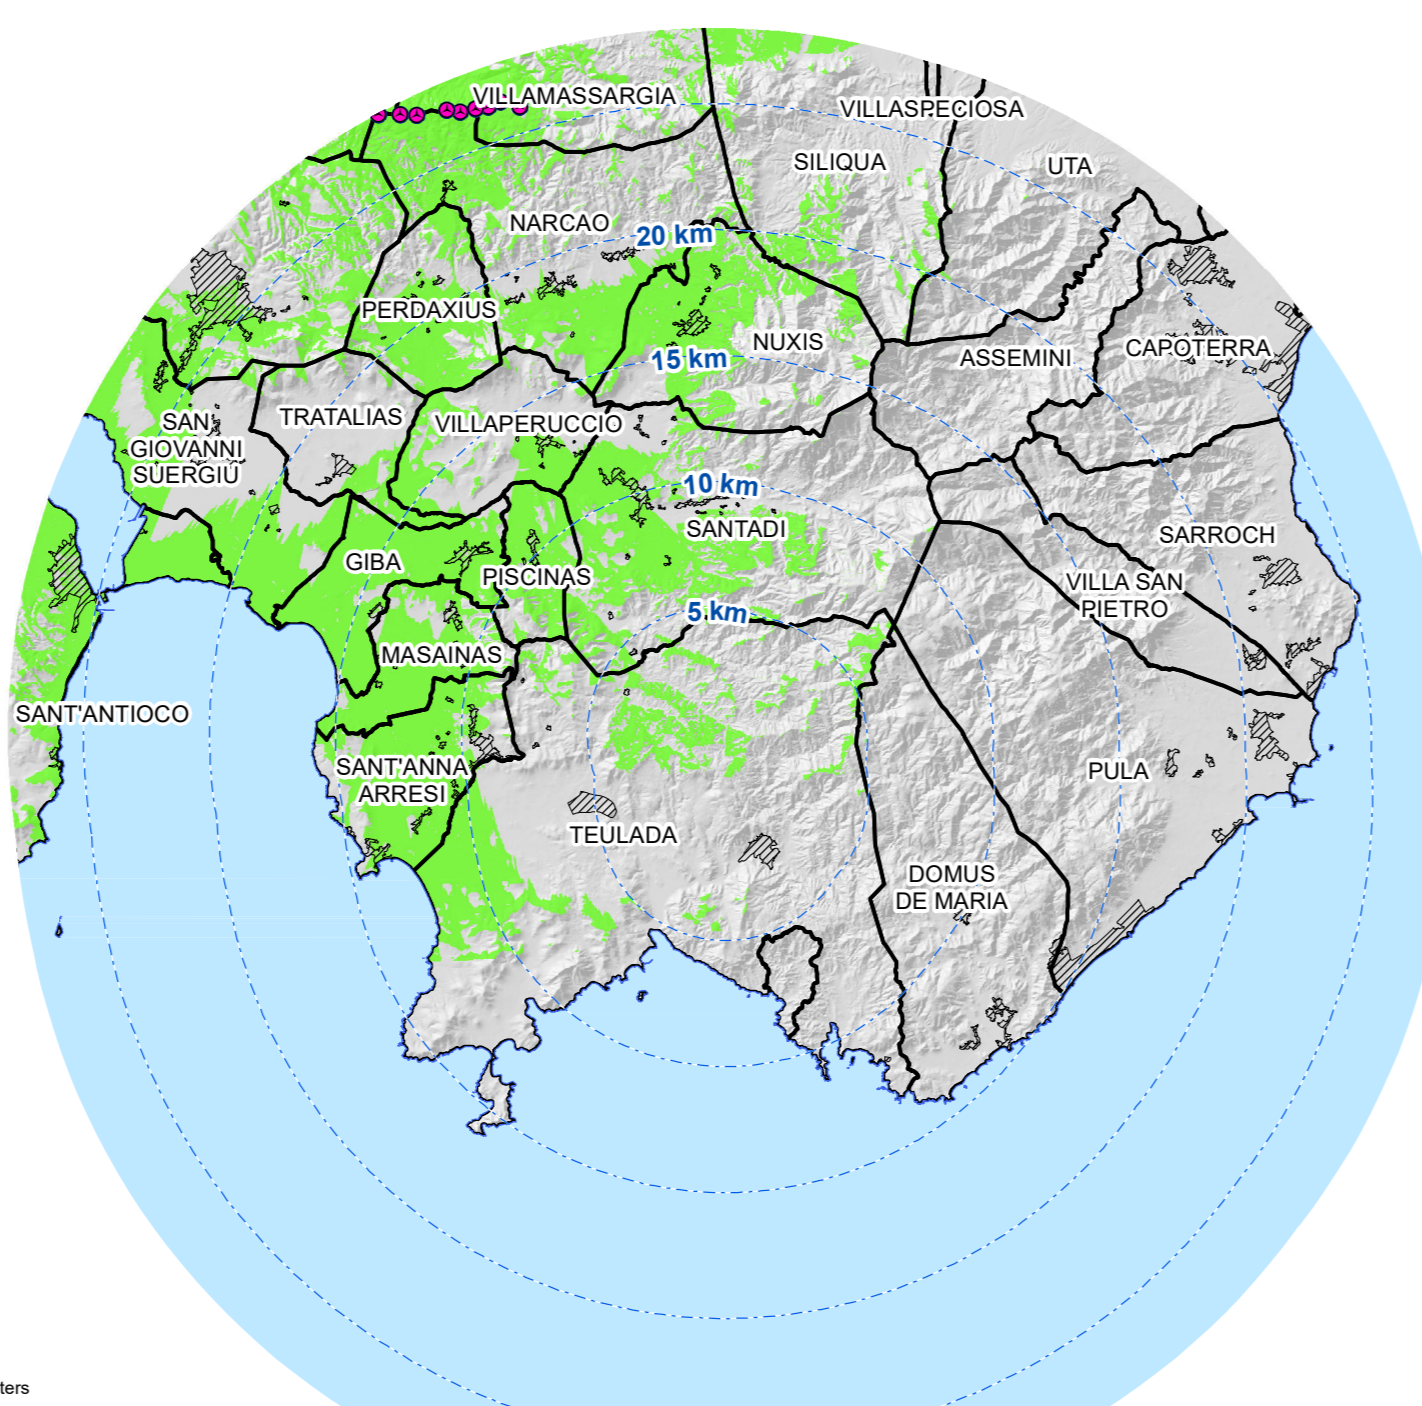 VILLAMASSARGIA
VILLASPECIOSA
SILIQUA
UTA
NARCAO
20 km
PERDAXIUS
NUXIS
15 km
ASSEMINI
CAPOTERRA
SAN
GIOVANNI
SUERGIU
TRATALIAS
VILLAPERUCCIO
10 km
SANTADI
SARROCH
GIBA
PISCINAS
VILLA SAN
PIETRO
5 km
MASAINAS
SANT'ANTIOCO
SANT'ANNA
ARRESI
PULA
TEULADA
DOMUS
DE MARIA
ters